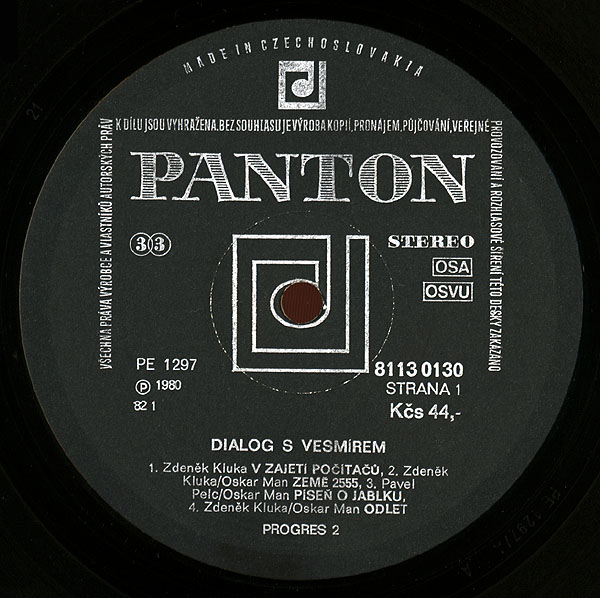 MADE IN CZECHOSLOVAKIA
VŠECHNA PRÁVA VÝROBCE A VLASTNÍKŮ AUTORSKÝCH PRÁV
K DÍLU JSOU VYHRAŽENA. BEZ SOUHLASU JE VÝROBA KOPIÍ, PRONÁJEM, PŮJČOVÁNÍ, VEŘEJNÉ
PROVOZOVÁNÍ A ROZHLASOVÉ ŠÍŘENÍ TÉTO DESKY ZAKÁZÁNO
PANTON
33
STEREO
OSA
OSVU
PE 1297
Ⓟ 1980
82 1
8113 0130
STRANA 1
Kčs 44,-
DIALOG S VESMÍREM
1. Zdeněk Kluka V ZAJETÍ POČÍTAČŮ, 2. Zdeněk
Kluka/Oskar Man ZEMĚ 2555, 3. Pavel
Pelc/Oskar Man PÍSEŇ O JABLKU,
4. Zdeněk Kluka/Oskar Man ODLET
PROGRES 2